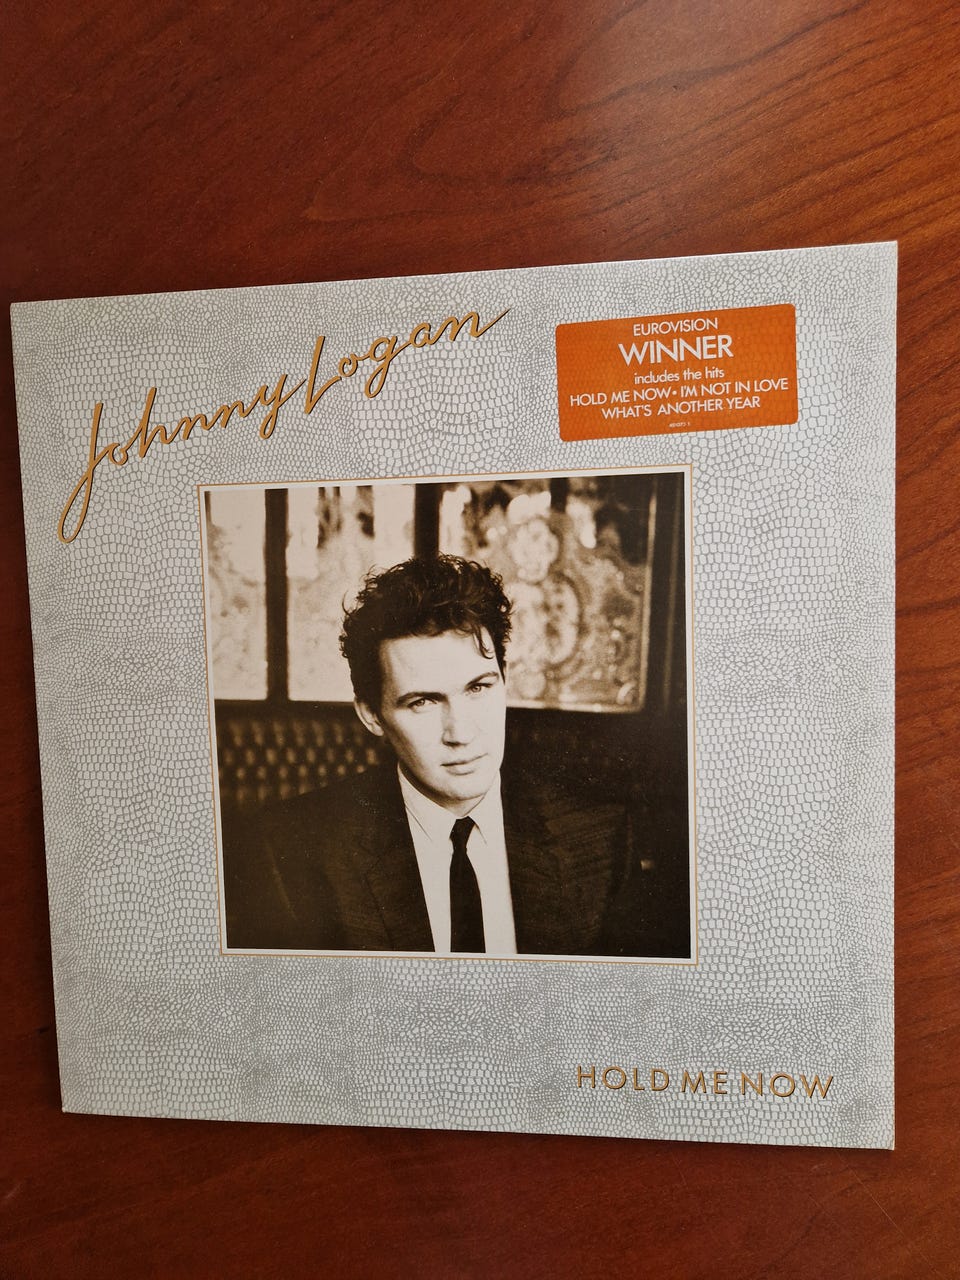 Johnny Logan
EUROVISION
WINNER
includes the hits
HOLD ME NOW • I'M NOT IN LOVE
WHAT'S ANOTHER YEAR
HOLD ME NOW